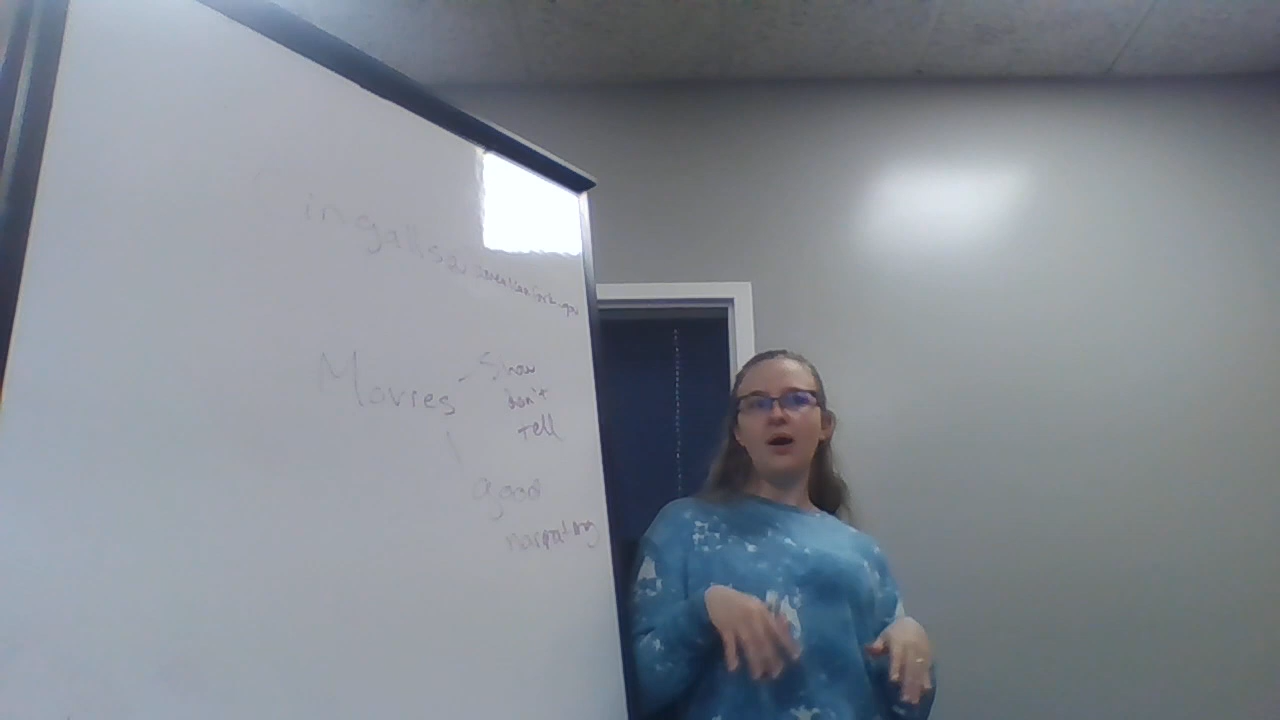 ingalls@
Movies - Show
don't
tell
good
narrating